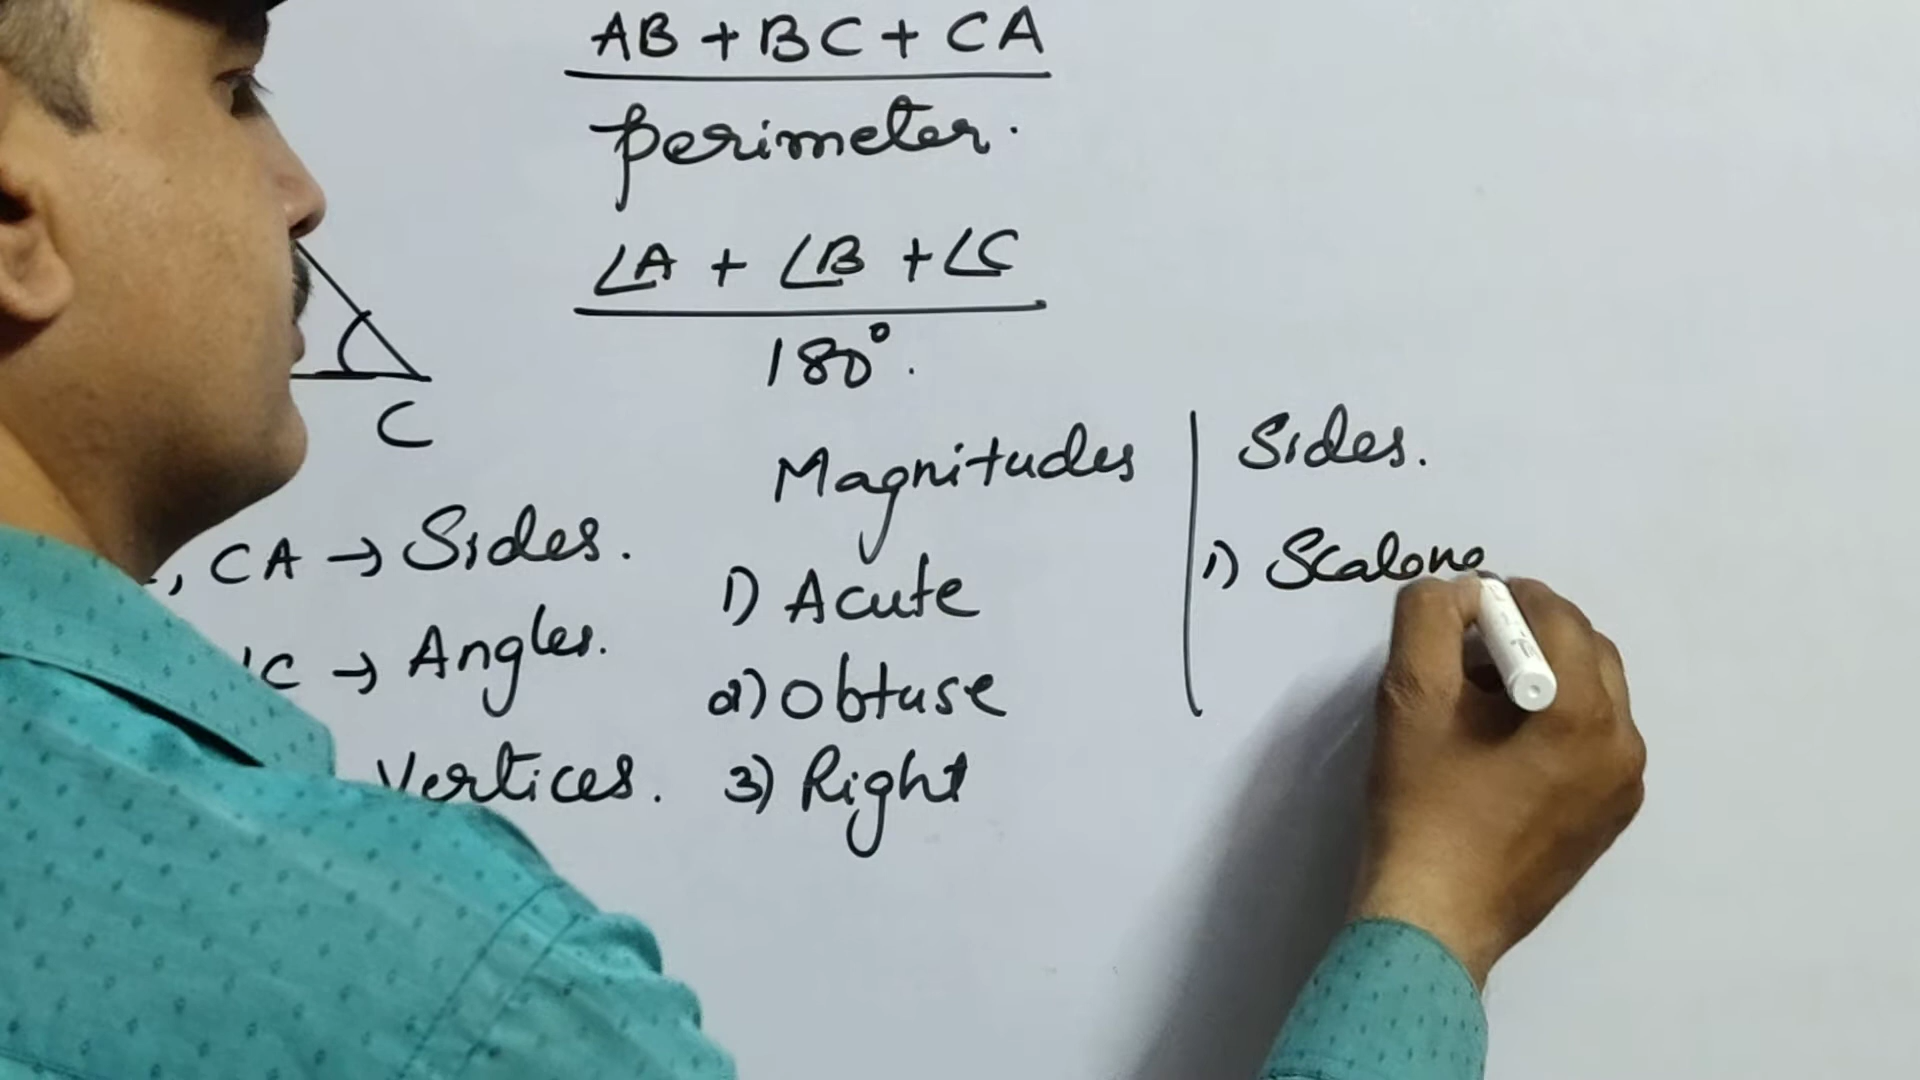 AB + BC + CA
perimeter.
∠A + ∠B + ∠C
180°.
C
Magnitudes
Sides.
, CA → Sides.
1) Acute
1) Scalene
C → Angles.
2) Obtuse
Vertices.
3) Right